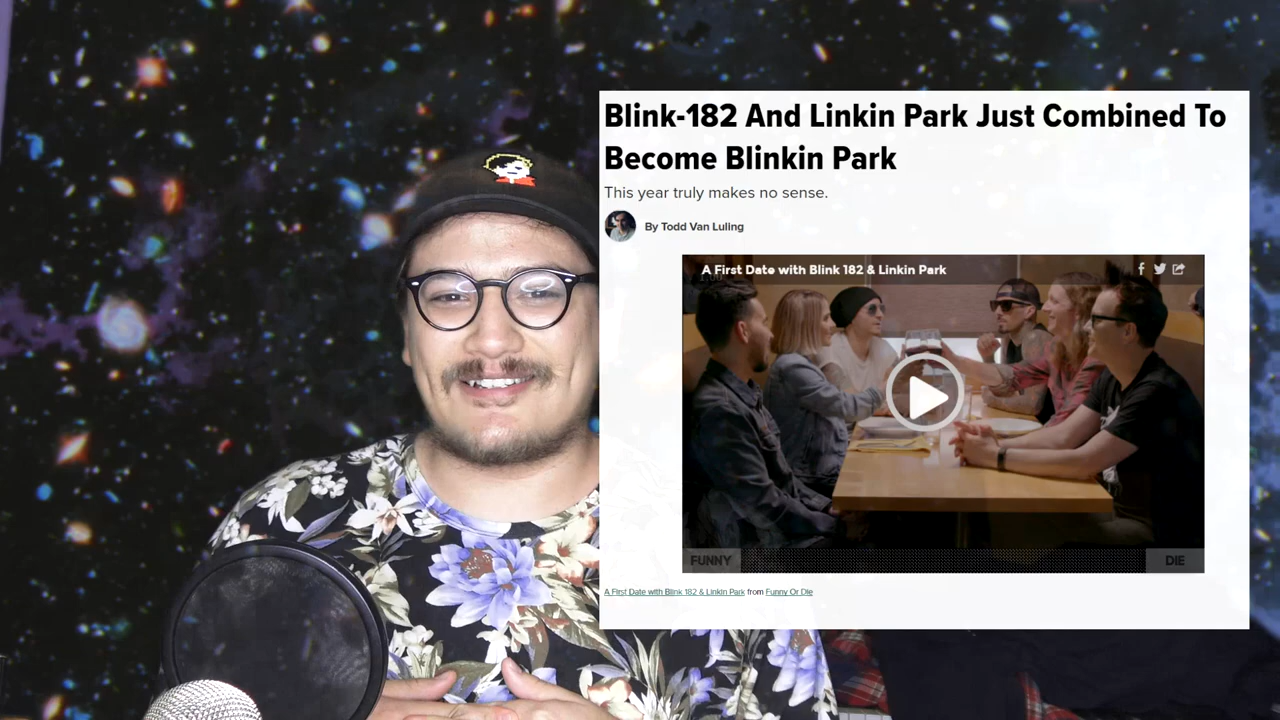 Blink-182 And Linkin Park Just Combined To
Become Blinkin Park
This year truly makes no sense.
By Todd Van Luling
A First Date with Blink 182 & Linkin Park
FUNNY
DIE
A First Date with Blink 182 & Linkin Park from Funny Or Die